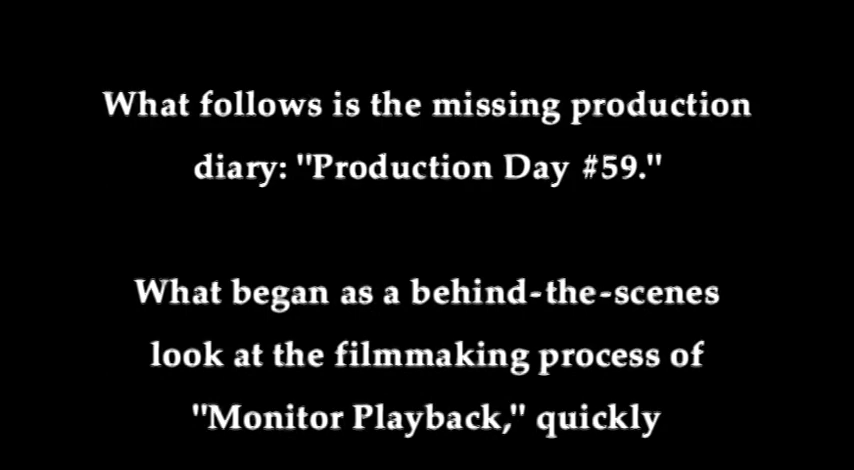 What follows is the missing production
diary: "Production Day #59."
What began as a behind-the-scenes
look at the filmmaking process of
"Monitor Playback," quickly